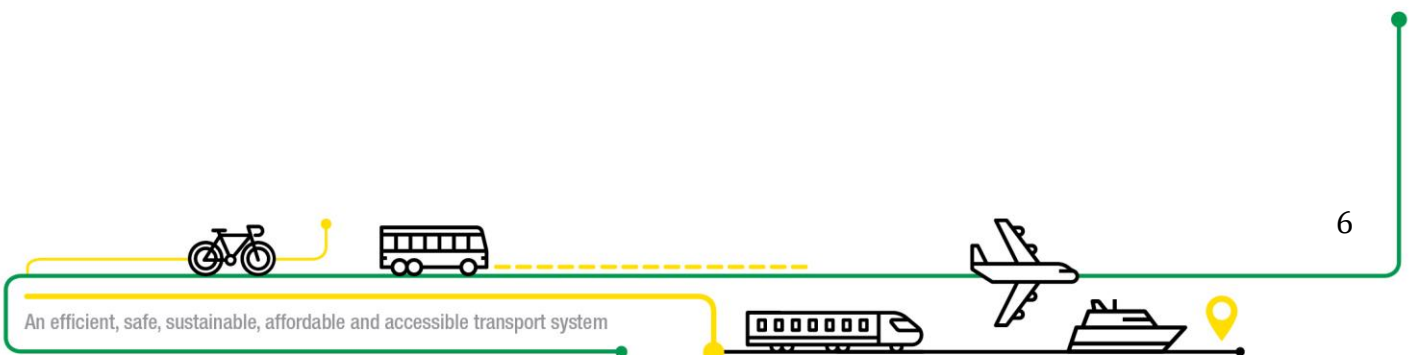 6
An efficient, safe, sustainable, affordable and accessible transport system